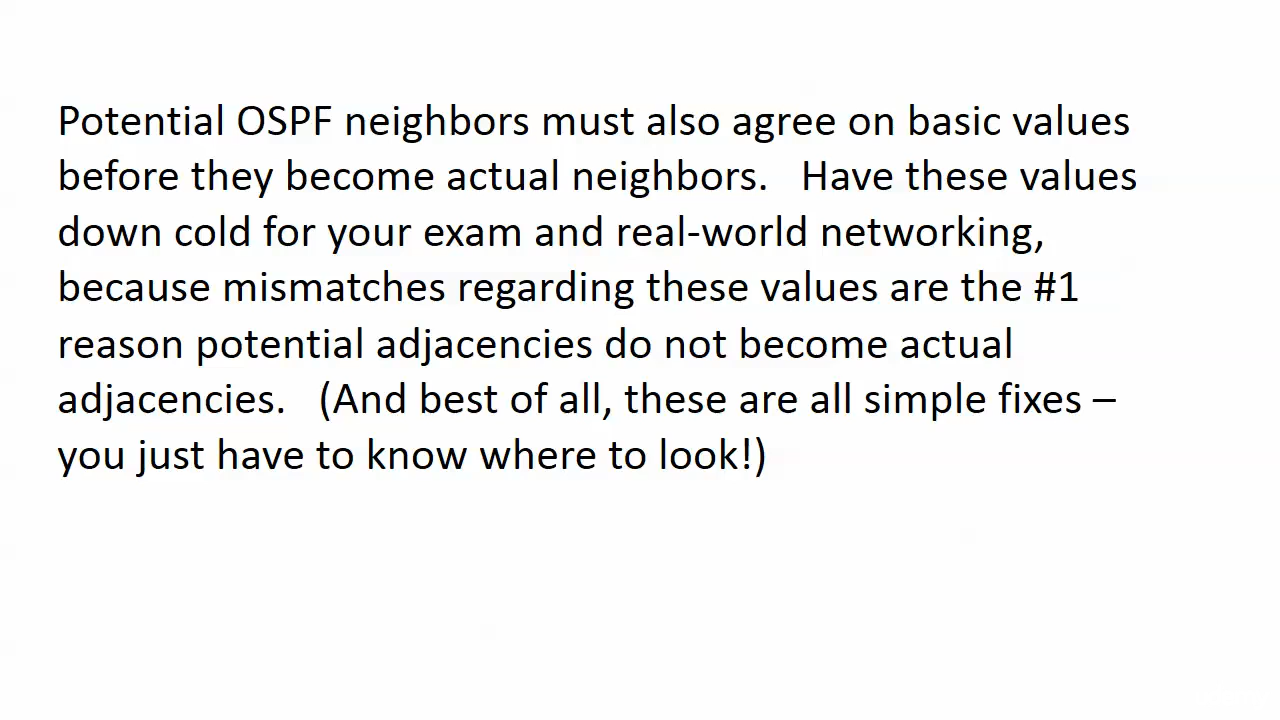 Potential OSPF neighbors must also agree on basic values
before they become actual neighbors.   Have these values
down cold for your exam and real-world networking,
because mismatches regarding these values are the #1
reason potential adjacencies do not become actual
adjacencies.   (And best of all, these are all simple fixes –
you just have to know where to look!)